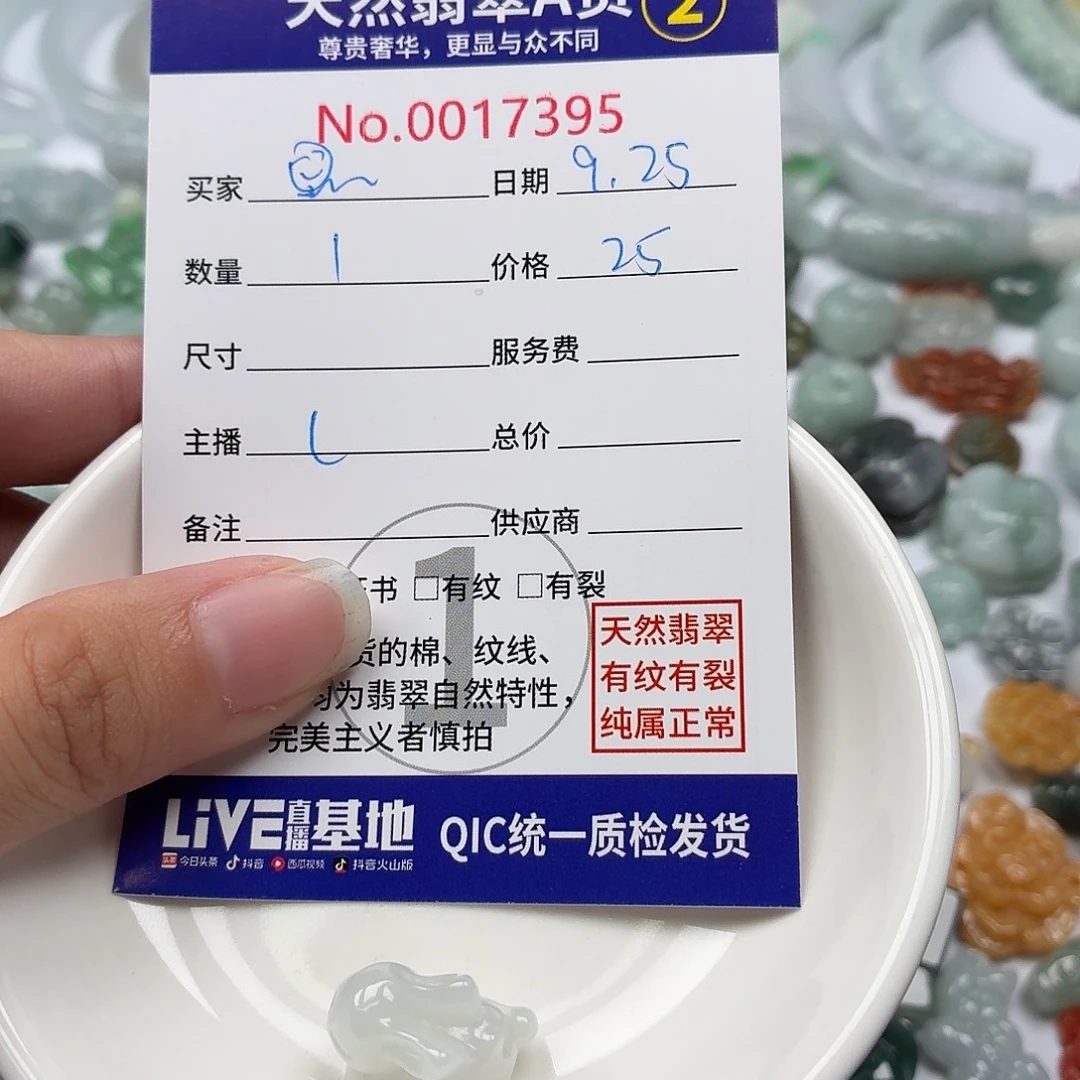 天然翡翠A货 2
尊贵奢华，更显与众不同
No.0017395
买家 日期 9.25
数量 1 价格 25
尺寸 服务费
主播 L 总价
备注 供应商
书 □有纹 □有裂
1
货的棉、纹线、
均为翡翠自然特性，
完美主义者慎拍
天然翡翠
有纹有裂
纯属正常
LiVE直播基地 QIC统一质检发货
头条 今日头条 抖音 西瓜视频 抖音火山版